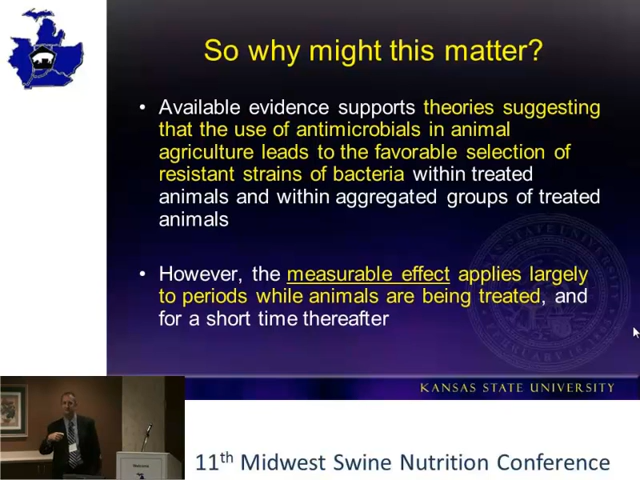 So why might this matter?
• Available evidence supports theories suggesting
that the use of antimicrobials in animal
agriculture leads to the favorable selection of
resistant strains of bacteria within treated
animals and within aggregated groups of treated
animals
• However, the measurable effect applies largely
to periods while animals are being treated, and
for a short time thereafter
KANSAS STATE UNIVERSITY
11th Midwest Swine Nutrition Conference